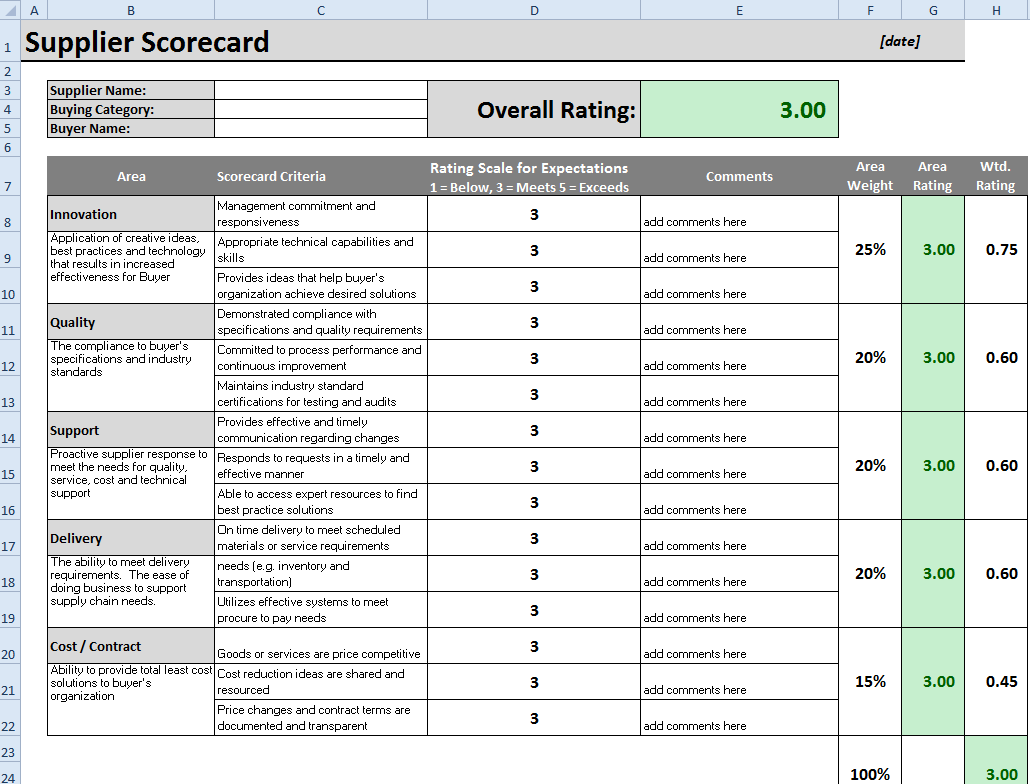 A B C D E F G H
1 Supplier Scorecard [date]
2
3 Supplier Name:
4 Buying Category:
5 Buyer Name:
Overall Rating: 3.00
6
7 Area Scorecard Criteria Rating Scale for Expectations
1 = Below, 3 = Meets 5 = Exceeds
Comments
Area
Weight
Area
Rating
Wtd.
Rating
8 Innovation
Management commitment and
responsiveness
3 add comments here
Application of creative ideas,
best practices and technology
that results in increased
effectiveness for Buyer
9 Appropriate technical capabilities and
skills
3 add comments here
25% 3.00 0.75
10 Provides ideas that help buyer's
organization achieve desired solutions
3 add comments here
11 Quality
Demonstrated compliance with
specifications and quality requirements
3 add comments here
The compliance to buyer's
specifications and industry
standards
12 Committed to process performance and
continuous improvement
3 add comments here
20% 3.00 0.60
13 Maintains industry standard
certifications for testing and audits
3 add comments here
14 Support
Provides effective and timely
communication regarding changes
3 add comments here
Proactive supplier response to
meet the needs for quality,
service, cost and technical
support
15 Responds to requests in a timely and
effective manner
3 add comments here
20% 3.00 0.60
16 Able to access expert resources to find
best practice solutions
3 add comments here
17 Delivery
On time delivery to meet scheduled
materials or service requirements
3 add comments here
The ability to meet delivery
requirements. The ease of
doing business to support
supply chain needs.
18 needs (e.g. inventory and
transportation)
3 add comments here
20% 3.00 0.60
19 Utilizes effective systems to meet
procure to pay needs
3 add comments here
20 Cost / Contract
Goods or services are price competitive
3 add comments here
Ability to provide total least cost
solutions to buyer's
organization
21 Cost reduction ideas are shared and
resourced
3 add comments here
15% 3.00 0.45
22 Price changes and contract terms are
documented and transparent
3 add comments here
23
24 100% 3.00